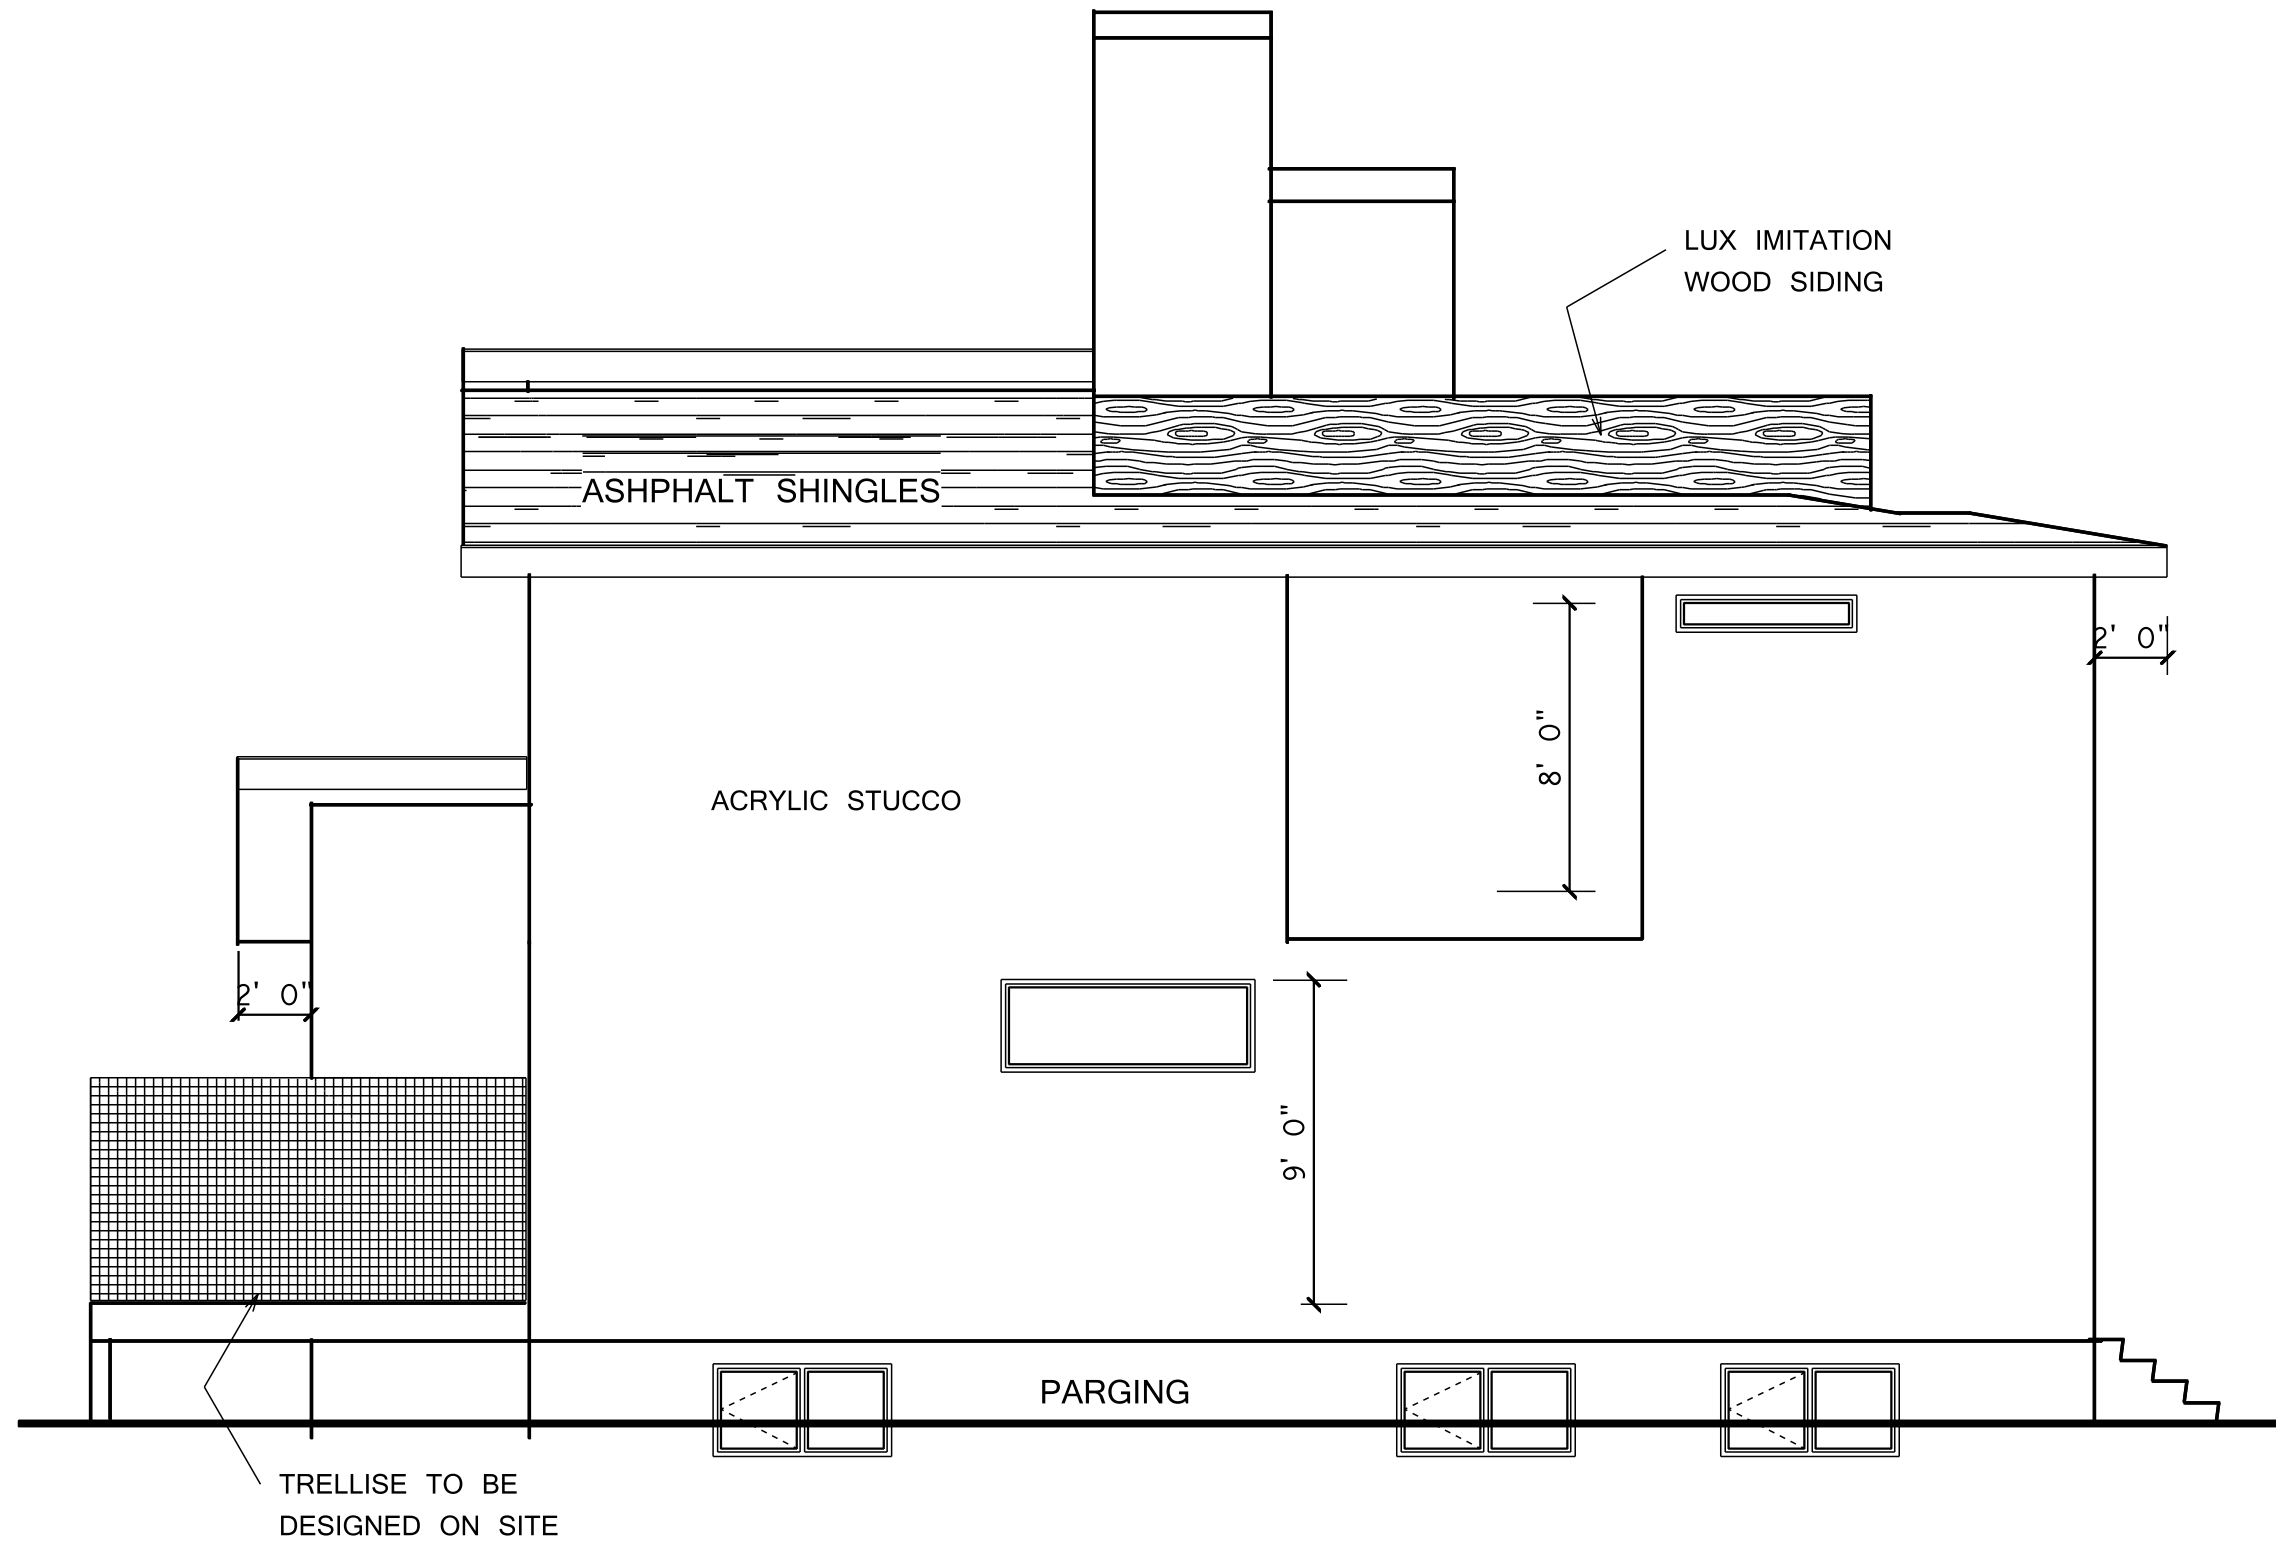 LUX IMITATION
WOOD SIDING
ASHPHALT SHINGLES
2' 0"
8' 0"
ACRYLIC STUCCO
2' 0"
9' 0"
PARGING
TRELLISE TO BE
DESIGNED ON SITE